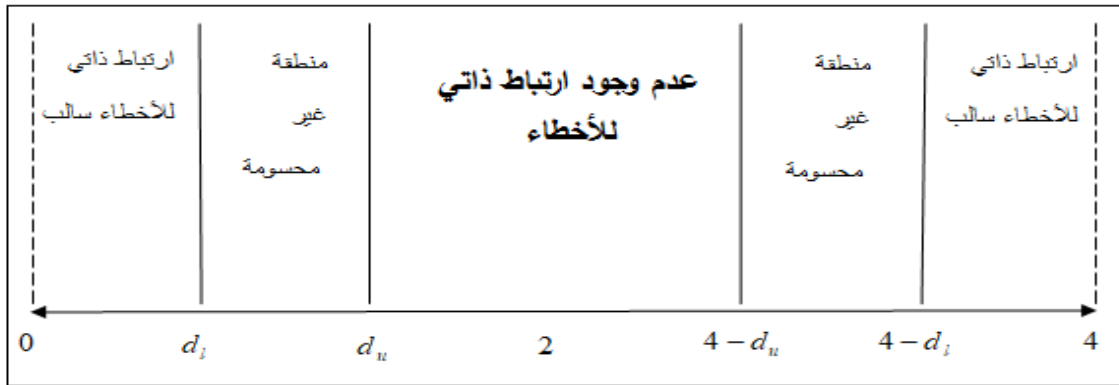 ارتباط ذاتي
للأخطاء سالب
منطقة
غير
محسومة
عدم وجود ارتباط ذاتي
للأخطاء
منطقة
غير
محسومة
ارتباط ذاتي
للأخطاء سالب
0 d_l d_u 2 4 − d_u 4 − d_l 4